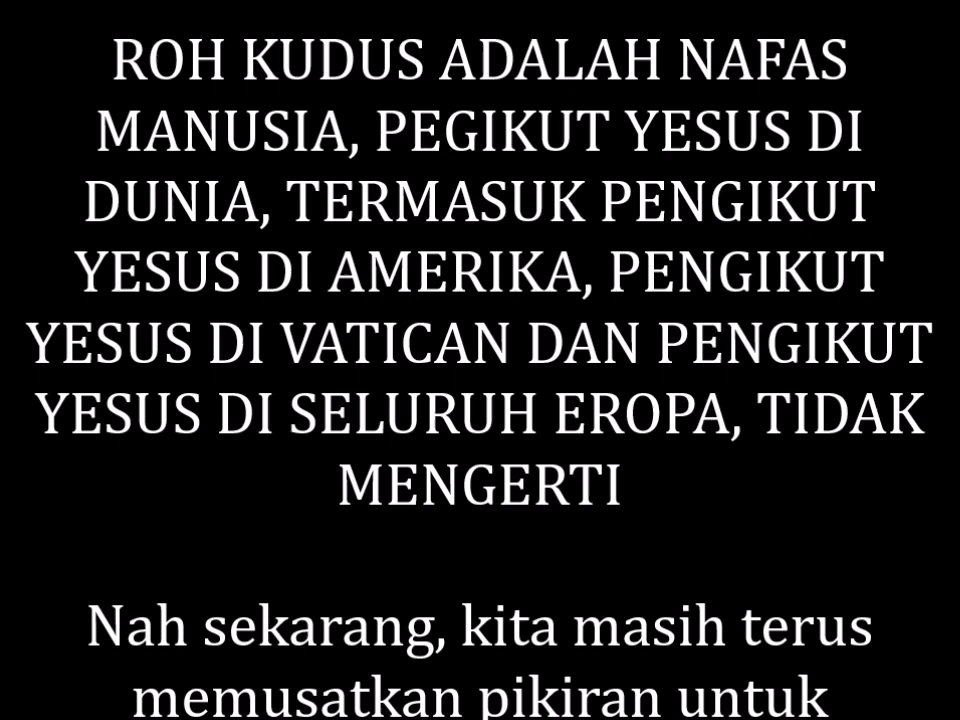 ROH KUDUS ADALAH NAFAS
MANUSIA, PEGIKUT YESUS DI
DUNIA, TERMASUK PENGIKUT
YESUS DI AMERIKA, PENGIKUT
YESUS DI VATICAN DAN PENGIKUT
YESUS DI SELURUH EROPA, TIDAK
MENGERTI
Nah sekarang, kita masih terus
memusatkan pikiran untuk